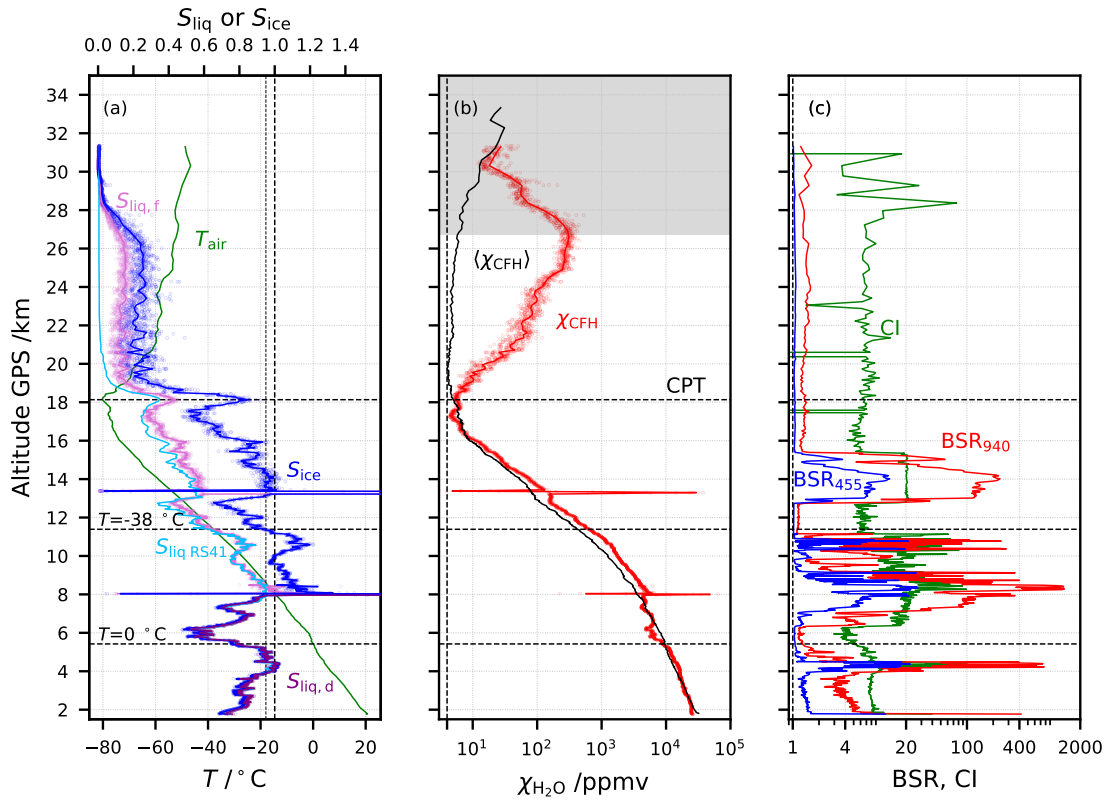 S_liq or S_ice
0.0 0.2 0.4 0.6 0.8 1.0 1.2 1.4
(a)
(b)
(c)
34
32
30
28
26
24
22
20
18
16
14
12
10
8
6
4
2
Altitude GPS /km
S_liq, f
T_air
S_ice
T=-38 °C
S_liq RS41
T=0 °C
S_liq, d
−80 −60 −40 −20 0 20
T / °C
⟨χ_CFH⟩
χ_CFH
CPT
10^1 10^2 10^3 10^4 10^5
χ_H₂O /ppmv
CI
BSR_940
BSR_455
1 4 20 100 2000
BSR, CI